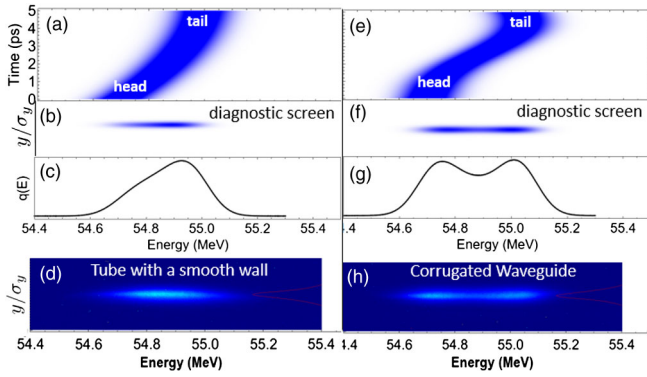 (a)
tail
head
Time (ps)
5
4
3
2
1
0
(b)
diagnostic screen
y/σy
(c)
q(E)
54.4 54.6 54.8 55.0 55.2 55.4
Energy (MeV)
(d)
Tube with a smooth wall
y/σy
54.4 54.6 54.8 55.0 55.2 55.4
Energy (MeV)
(e)
tail
head
(f)
diagnostic screen
(g)
.4 54.6 54.8 55.0 55.2 55.4
Energy (MeV)
(h)
Corrugated Waveguide
.4 54.6 54.8 55.0 55.2 55.4
Energy (MeV)